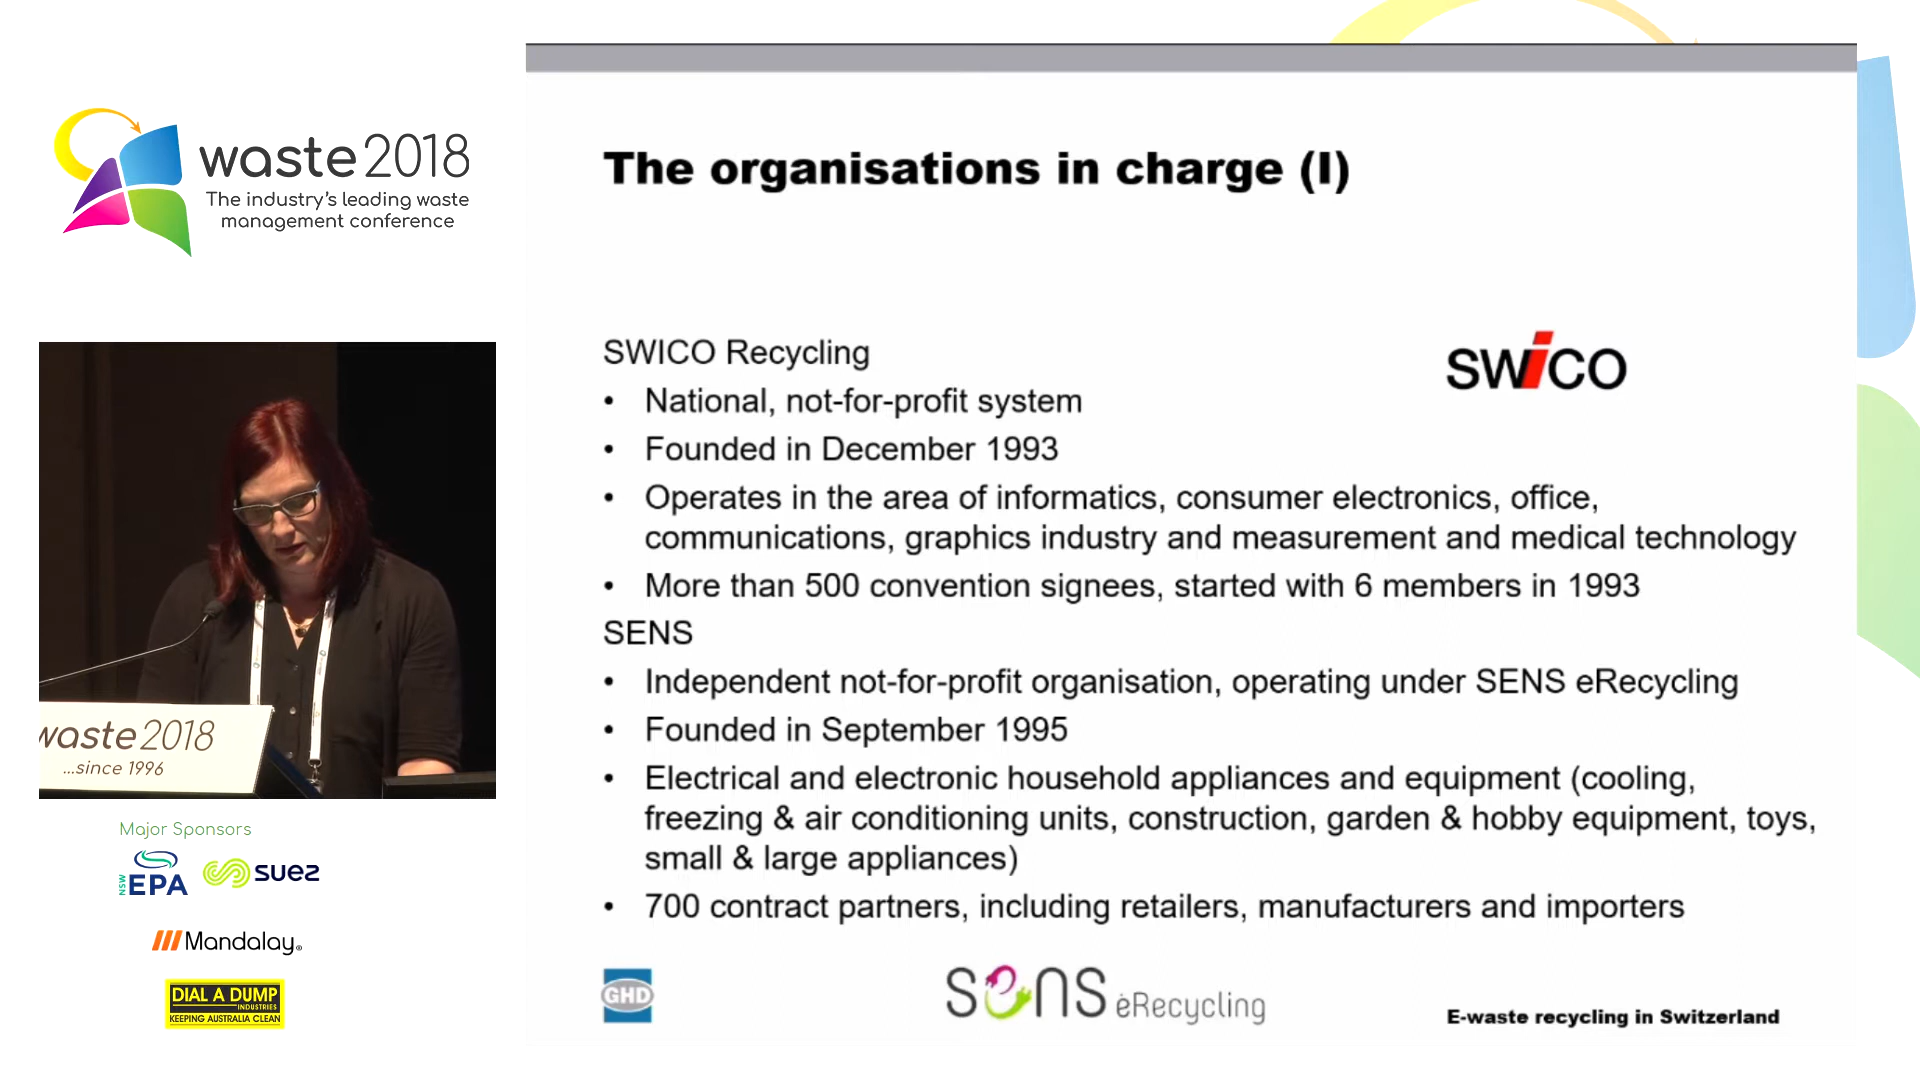 waste2018
The industry's leading waste
management conference
The organisations in charge (I)
SWICO Recycling
swico
• National, not-for-profit system
• Founded in December 1993
• Operates in the area of informatics, consumer electronics, office,
communications, graphics industry and measurement and medical technology
• More than 500 convention signees, started with 6 members in 1993
SENS
• Independent not-for-profit organisation, operating under SENS eRecycling
• Founded in September 1995
• Electrical and electronic household appliances and equipment (cooling,
freezing & air conditioning units, construction, garden & hobby equipment, toys,
small & large appliances)
• 700 contract partners, including retailers, manufacturers and importers
GHD
SeNS eRecycling
E-waste recycling in Switzerland
waste2018
...since 1996
Major Sponsors
NSW EPA
suez
Mandalay®
DIAL A DUMP
INDUSTRIES
KEEPING AUSTRALIA CLEAN